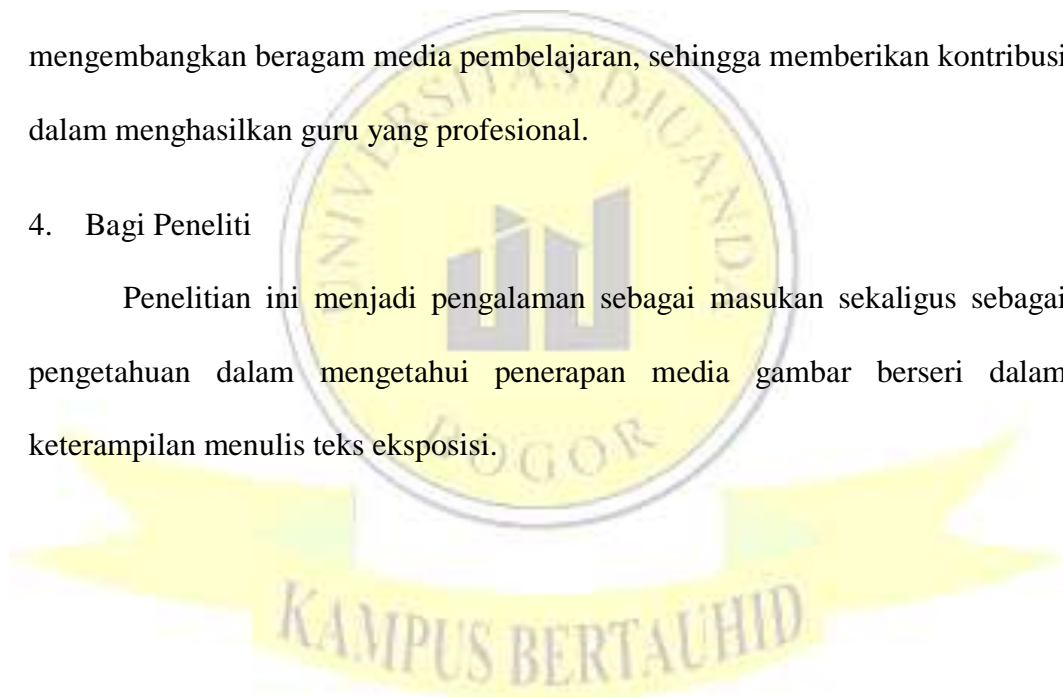 mengembangkan beragam media pembelajaran, sehingga memberikan kontribusi
dalam menghasilkan guru yang profesional.
4. Bagi Peneliti
Penelitian ini menjadi pengalaman sebagai masukan sekaligus sebagai
pengetahuan dalam mengetahui penerapan media gambar berseri dalam
keterampilan menulis teks eksposisi.
UNIVERSITAS DJUANDA
BOGOR
KAMPUS BERTAUHID